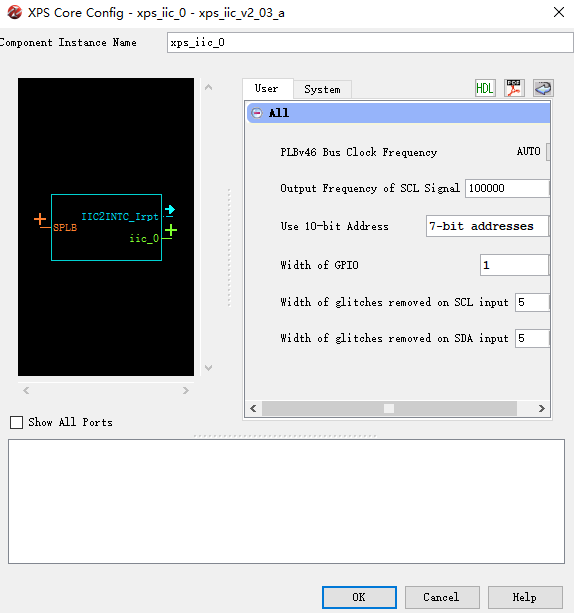 XPS Core Config - xps_iic_0 - xps_iic_v2_03_a
Component Instance Name xps_iic_0
User System HDL PDF
All
PLBv46 Bus Clock Frequency AUTO
Output Frequency of SCL Signal 100000
Use 10-bit Address 7-bit addresses
Width of GPIO 1
Width of glitches removed on SCL input 5
Width of glitches removed on SDA input 5
IIC2INTC_Irpt
SPLB
iic_0
Show All Ports
OK Cancel Help